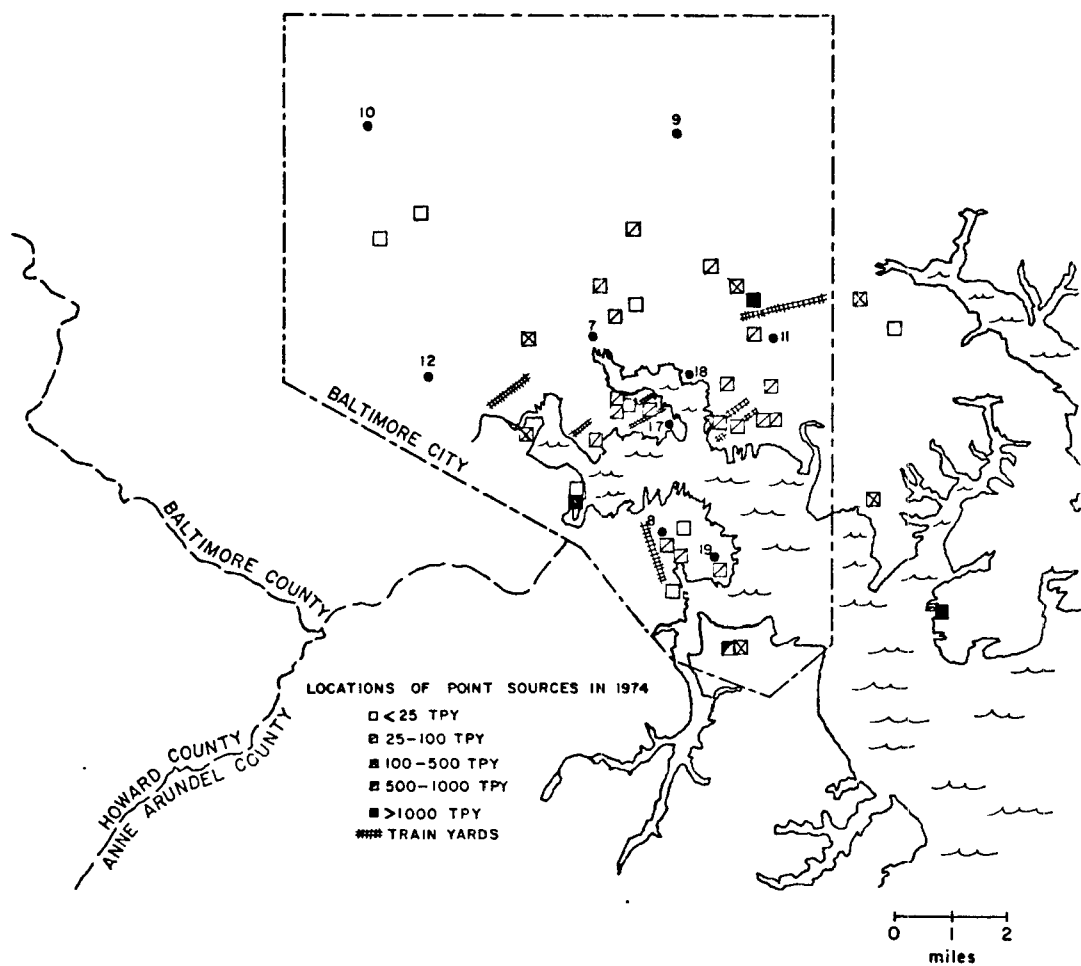 10
9
7
11
12
18
17
BALTIMORE CITY
8
19
BALTIMORE COUNTY
HOWARD COUNTY
ANNE ARUNDEL COUNTY
LOCATIONS OF POINT SOURCES IN 1974
<25 TPY
25-100 TPY
100-500 TPY
500-1000 TPY
>1000 TPY
TRAIN YARDS
0 1 2
miles